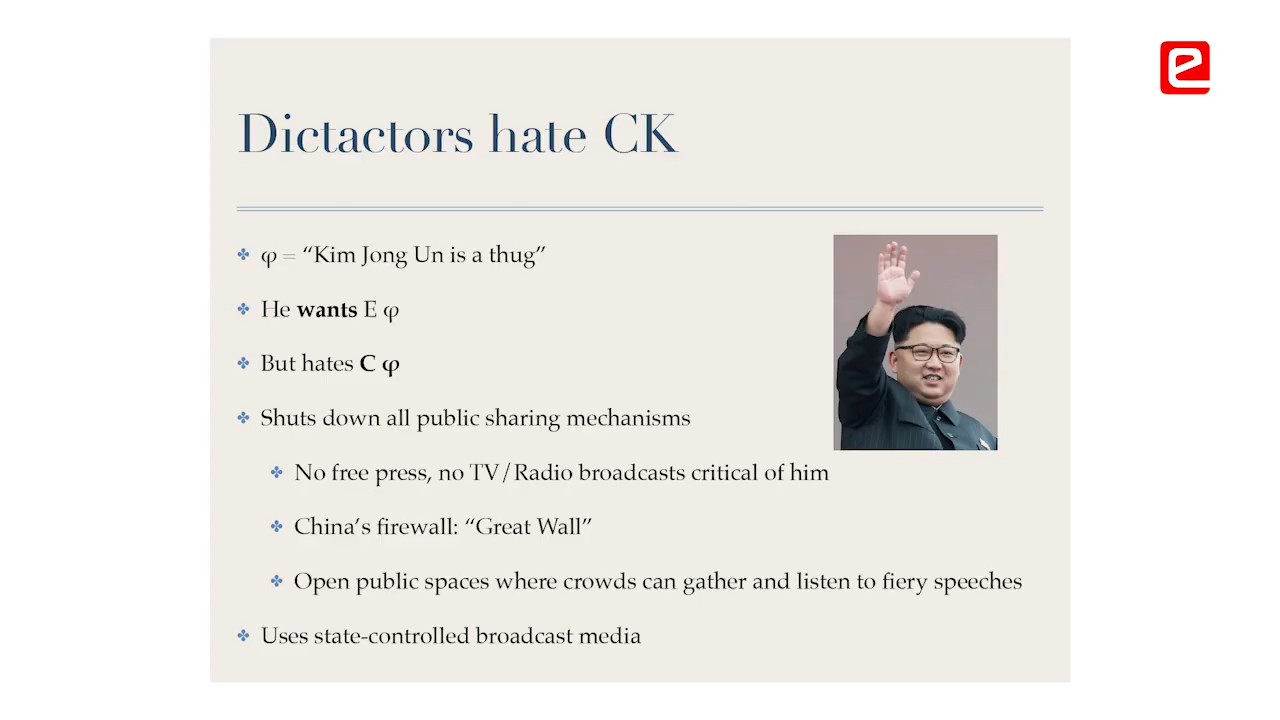 Dictactors hate CK
φ = “Kim Jong Un is a thug”
He wants E φ
But hates C φ
Shuts down all public sharing mechanisms
No free press, no TV/Radio broadcasts critical of him
China’s firewall: “Great Wall”
Open public spaces where crowds can gather and listen to fiery speeches
Uses state-controlled broadcast media